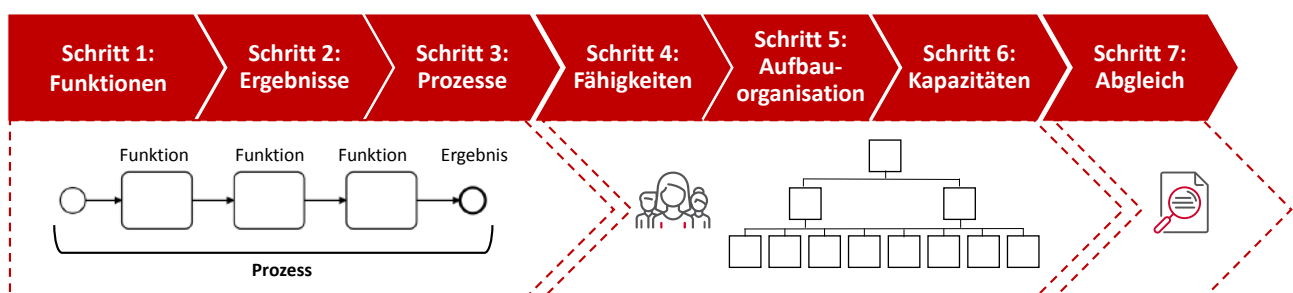 Schritt 1:
Funktionen
Schritt 2:
Ergebnisse
Schritt 3:
Prozesse
Schritt 4:
Fähigkeiten
Schritt 5:
Aufbau-
organisation
Schritt 6:
Kapazitäten
Schritt 7:
Abgleich
Funktion
Funktion
Funktion
Ergebnis
Prozess